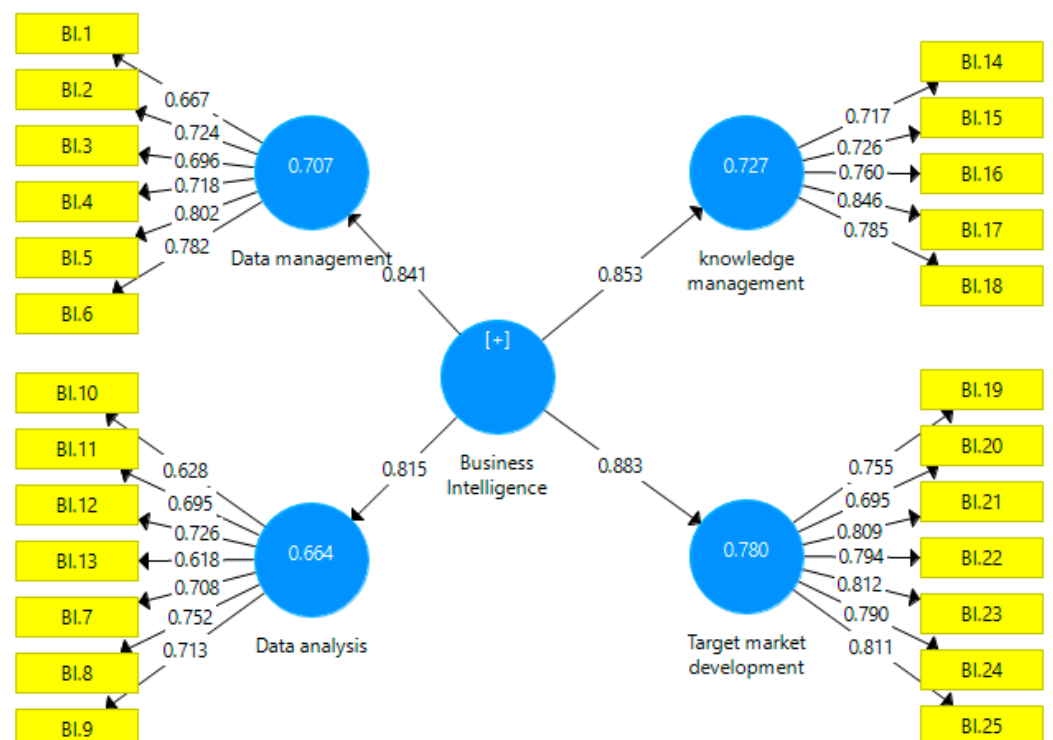 BI.1
BI.2
BI.3
BI.4
BI.5
BI.6
0.667
0.724
0.696
0.718
0.802
0.782
0.707
Data management
0.841
BI.14
BI.15
BI.16
BI.17
BI.18
0.717
0.726
0.760
0.846
0.785
0.727
knowledge
management
0.853
[+]
Business
Intelligence
BI.10
BI.11
BI.12
BI.13
BI.7
BI.8
BI.9
0.628
0.695
0.726
0.618
0.708
0.752
0.713
0.664
Data analysis
0.815
BI.19
BI.20
BI.21
BI.22
BI.23
BI.24
BI.25
0.755
0.695
0.809
0.794
0.812
0.790
0.811
0.780
Target market
development
0.883